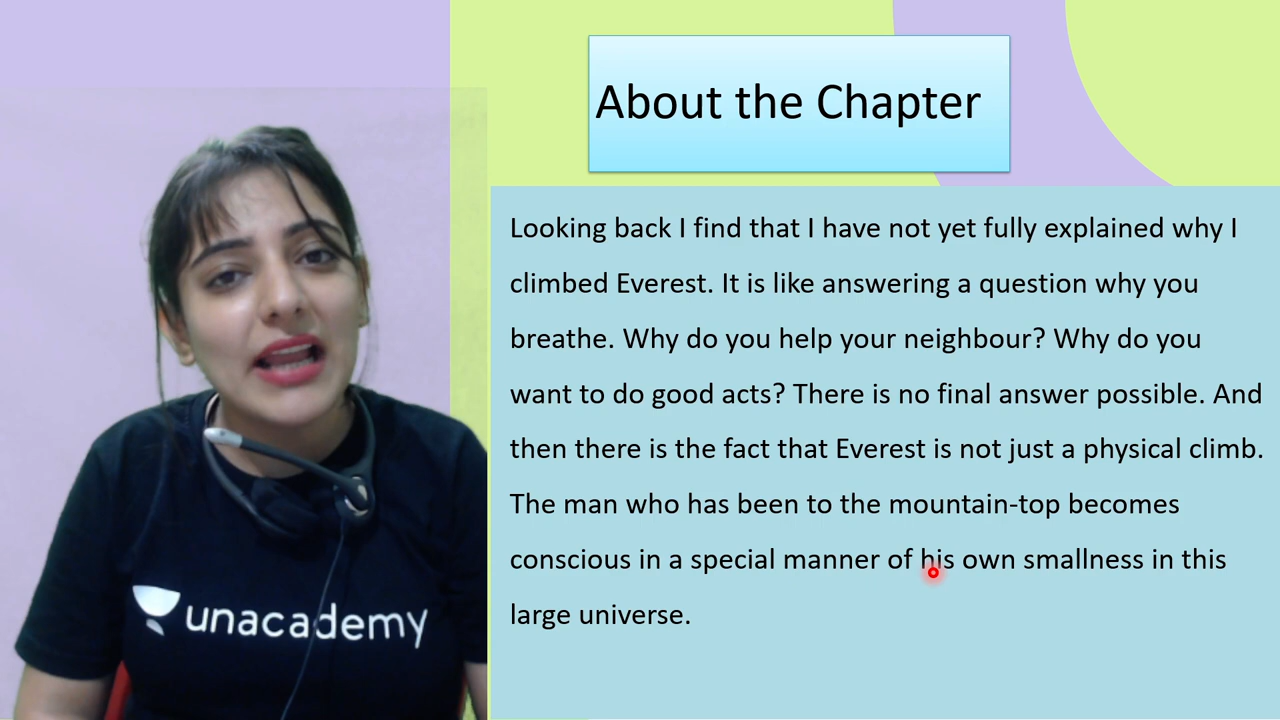 About the Chapter
Looking back I find that I have not yet fully explained why I
climbed Everest. It is like answering a question why you
breathe. Why do you help your neighbour? Why do you
want to do good acts? There is no final answer possible. And
then there is the fact that Everest is not just a physical climb.
The man who has been to the mountain-top becomes
conscious in a special manner of his own smallness in this
large universe.
unacademy